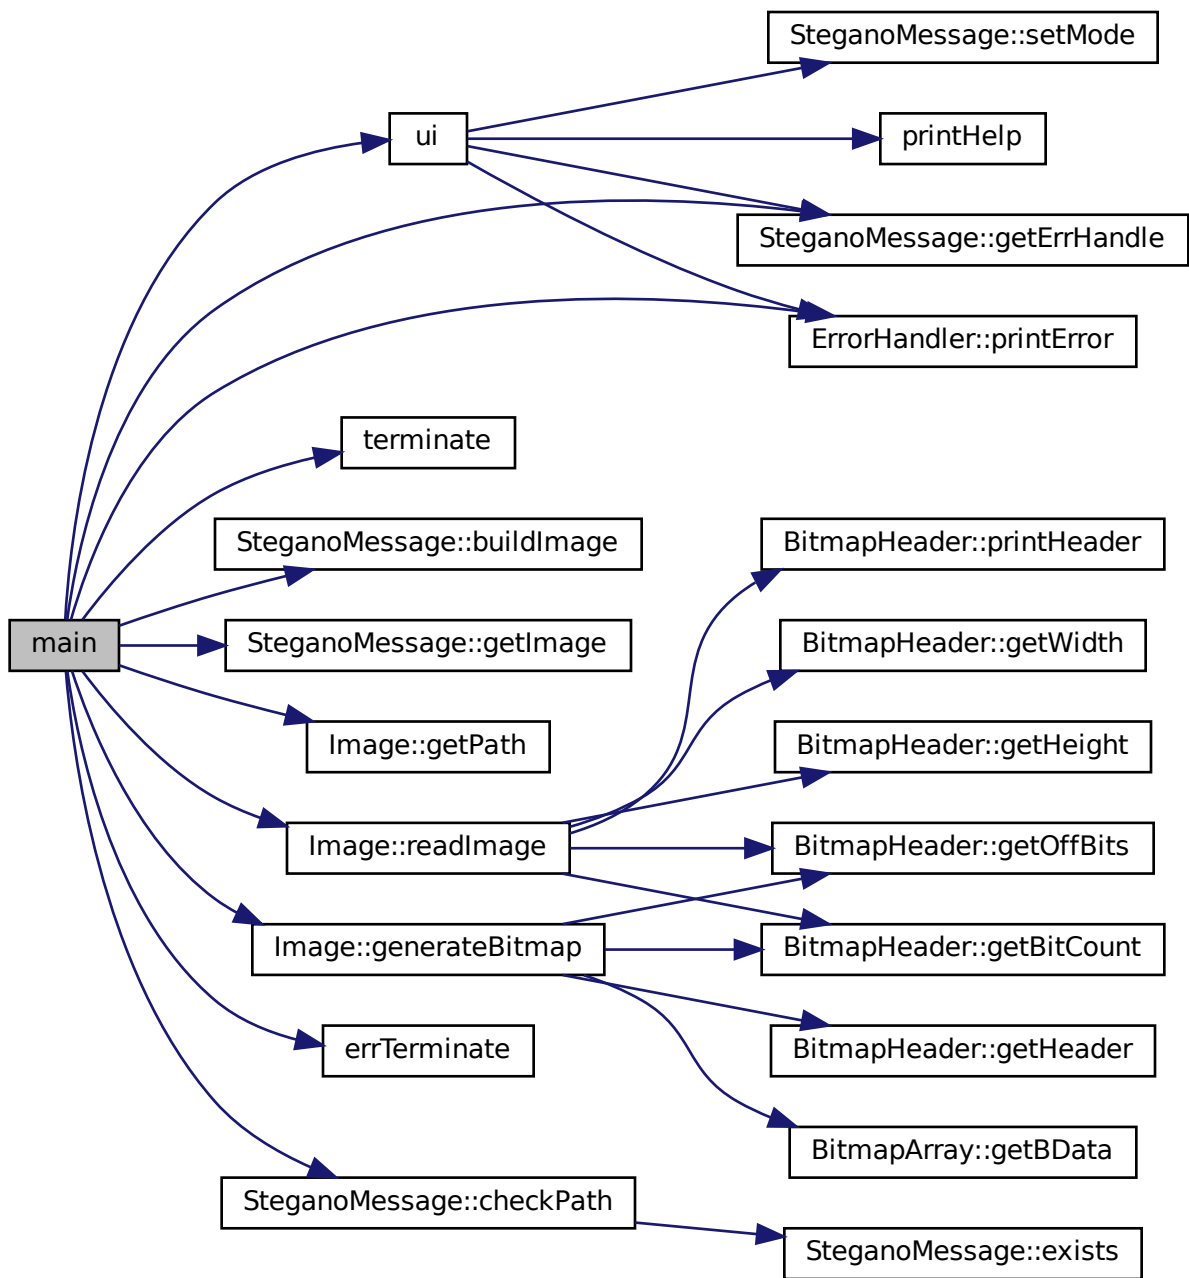 SteganoMessage::setMode
ui
printHelp
SteganoMessage::getErrHandle
ErrorHandler::printError
terminate
SteganoMessage::buildImage
BitmapHeader::printHeader
main
SteganoMessage::getImage
BitmapHeader::getWidth
Image::getPath
BitmapHeader::getHeight
Image::readImage
BitmapHeader::getOffBits
Image::generateBitmap
BitmapHeader::getBitCount
errTerminate
BitmapHeader::getHeader
BitmapArray::getBData
SteganoMessage::checkPath
SteganoMessage::exists